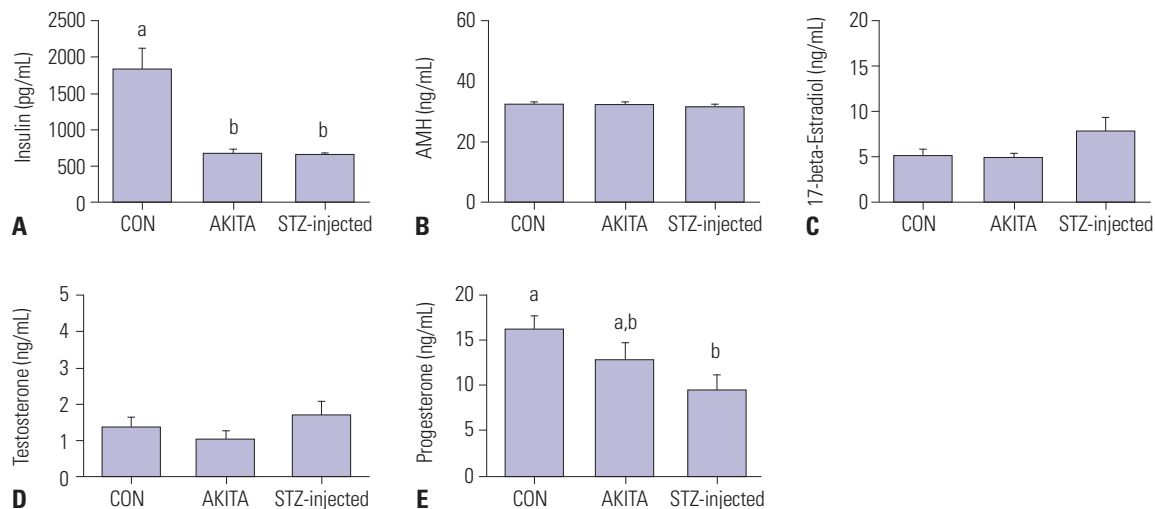 Insulin (pg/mL)
2500
2000
1500
1000
500
0
a
b
b
CON AKITA STZ-injected
A
AMH (ng/mL)
60
40
20
0
CON AKITA STZ-injected
B
17-beta-Estradiol (ng/mL)
20
15
10
5
0
CON AKITA STZ-injected
C
Testosterone (ng/mL)
5
4
3
2
1
0
CON AKITA STZ-injected
D
Progesterone (ng/mL)
20
15
10
5
0
a
a,b
b
CON AKITA STZ-injected
E